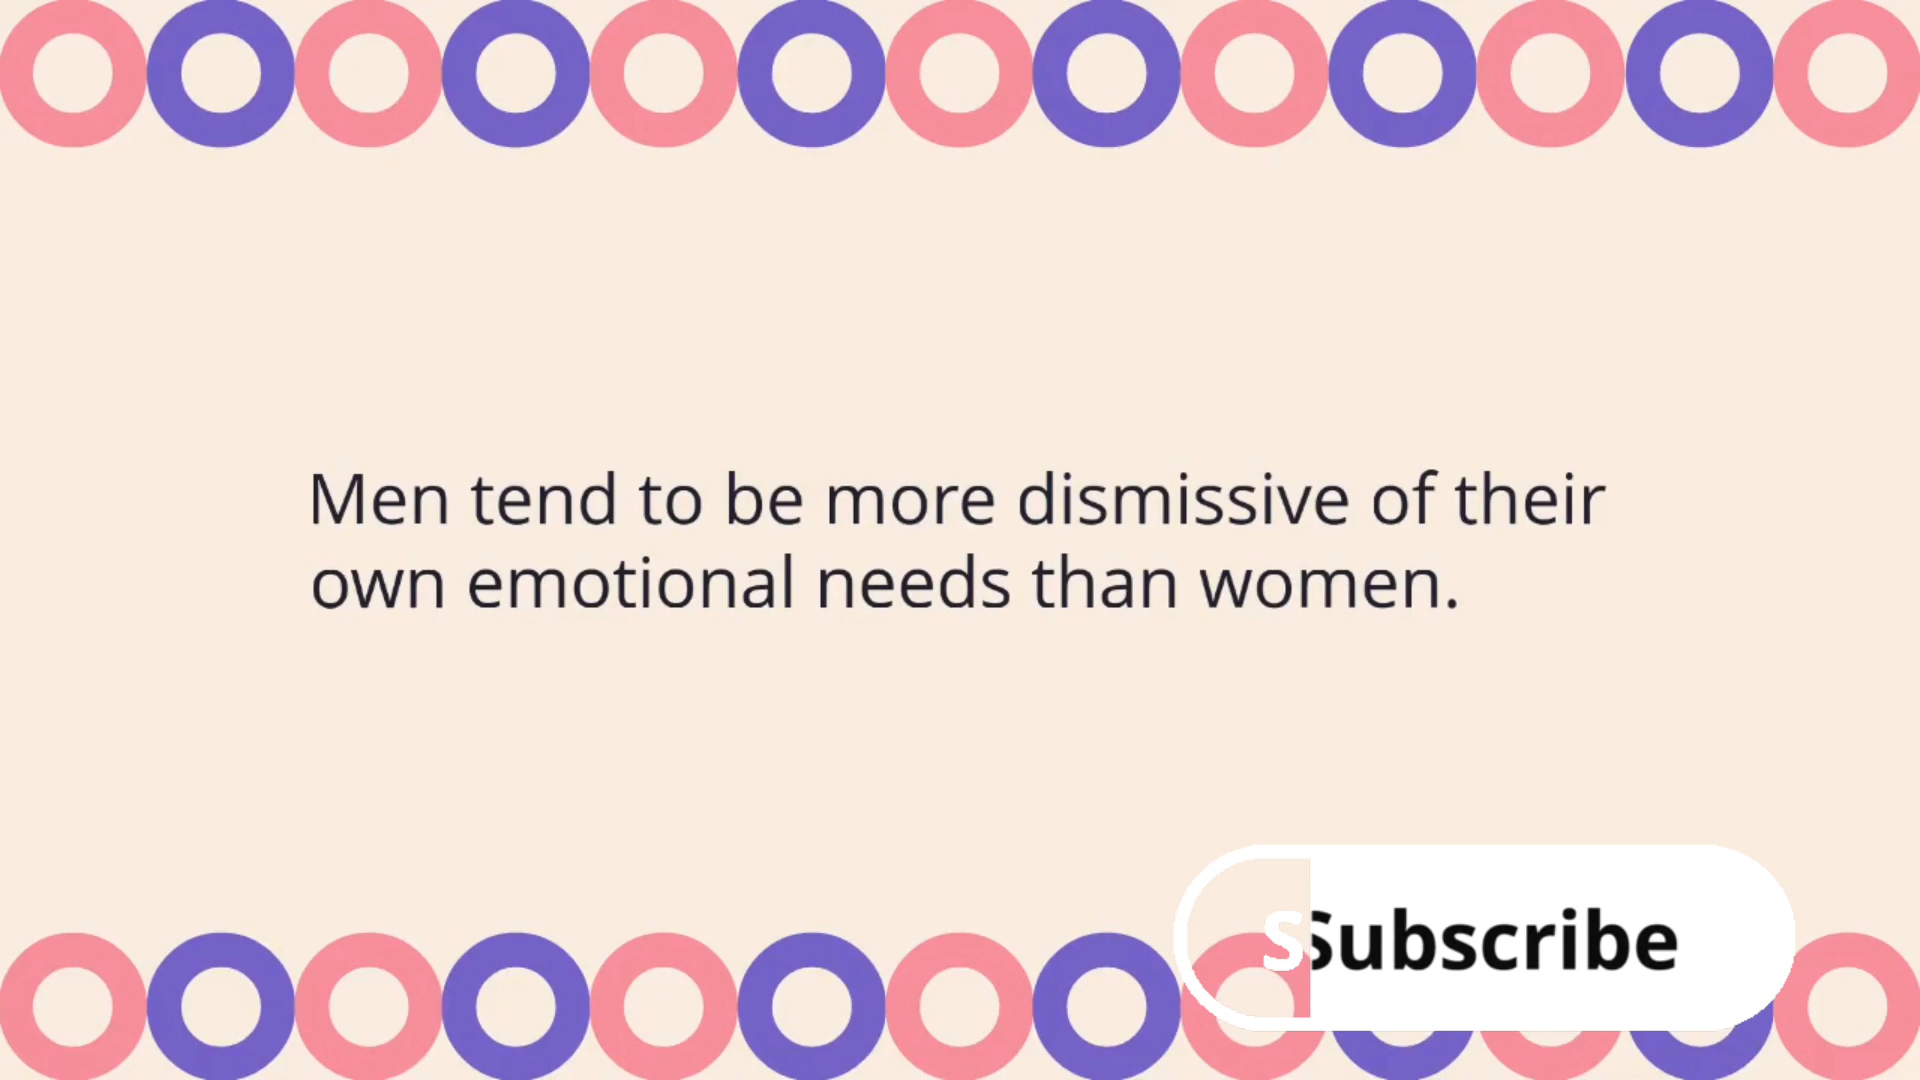 Men tend to be more dismissive of their
own emotional needs than women.
Subscribe